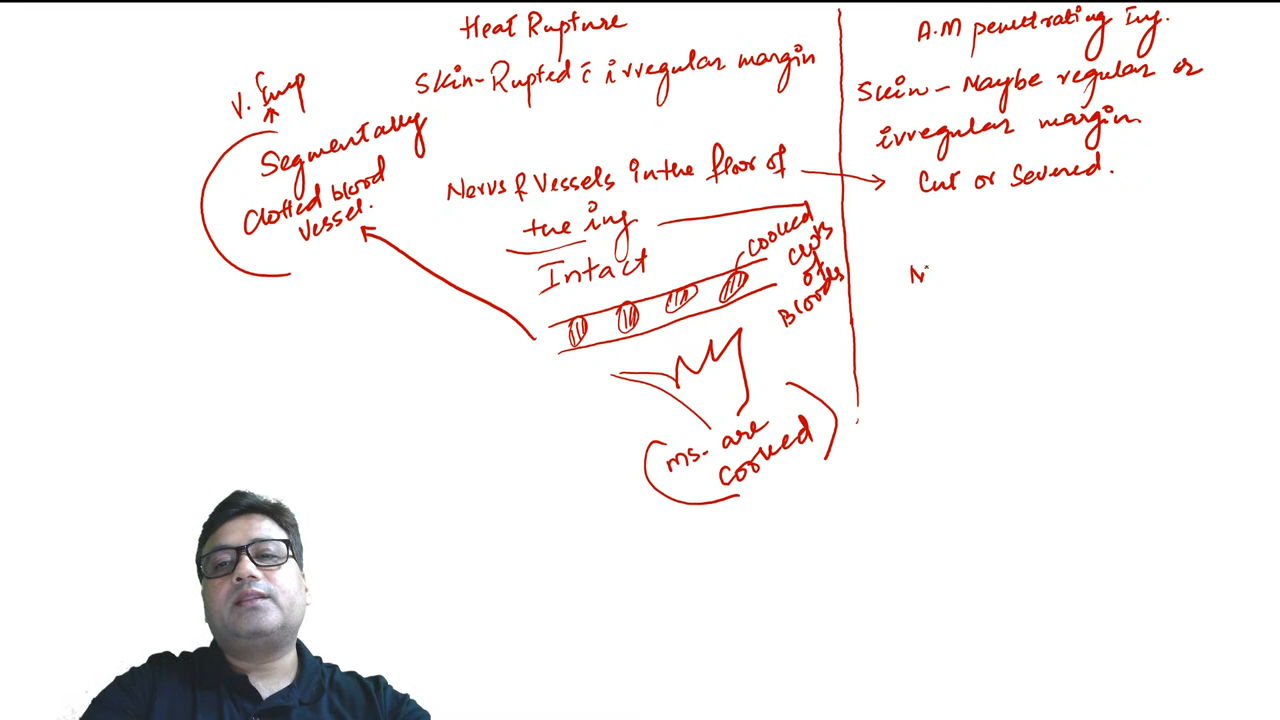 Heat Rupture
Skin-Rupted c̄ irregular margin
V. Imp
Segmentally
Clotted blood
Vessel.
Nervs & Vessels in the floor of
the inj
Intact
cooked
clots
of
Bloods
ms. are
cooked
A.M penettrating Inj.
Skin - Maybe regular or
irregular margin
Cut or Severed.
N